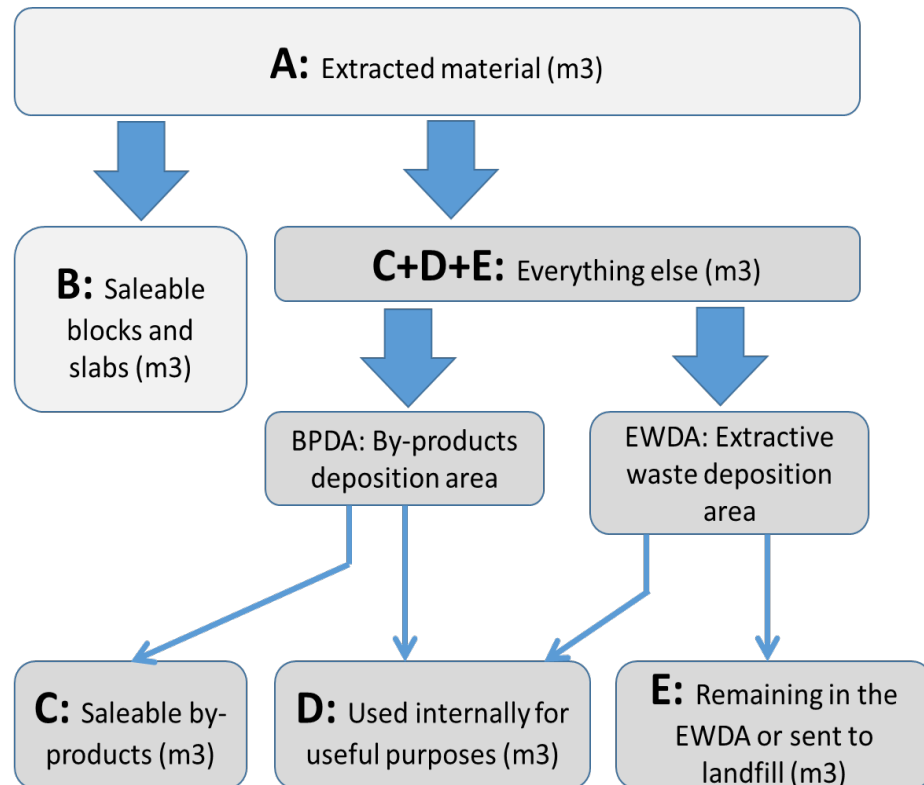 A: Extracted material (m3)
B: Saleable
blocks and
slabs (m3)
C+D+E: Everything else (m3)
BPDA: By-products
deposition area
EWDA: Extractive
waste deposition
area
C: Saleable by-
products (m3)
D: Used internally for
useful purposes (m3)
E: Remaining in the
EWDA or sent to
landfill (m3)